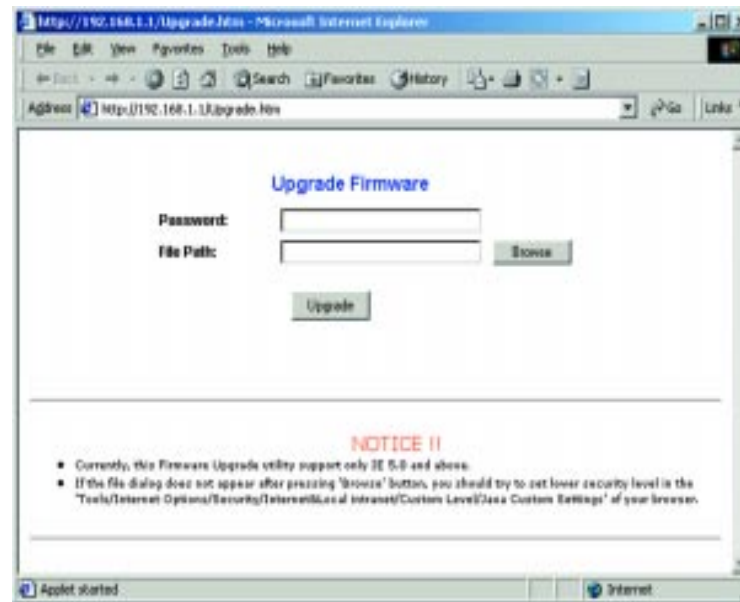 http://192.168.1.1/Upgrade.htm - Microsoft Internet Explorer
File Edit View Favorites Tools Help
Back Search Favorites History
Address http://192.168.1.1/Upgrade.htm Go Links
Upgrade Firmware
Password:
File Path: Browse
Upgrade
NOTICE !!
Currently, this Firmware Upgrade utility support only IE 5.0 and above.
If the file dialog does not appear after pressing 'Browse' button, you should try to set lower security level in the
'Tools/Internet Options/Security/Internet&Local intranet/Custom Level/Java Custom Settings' of your browser.
Applet started Internet